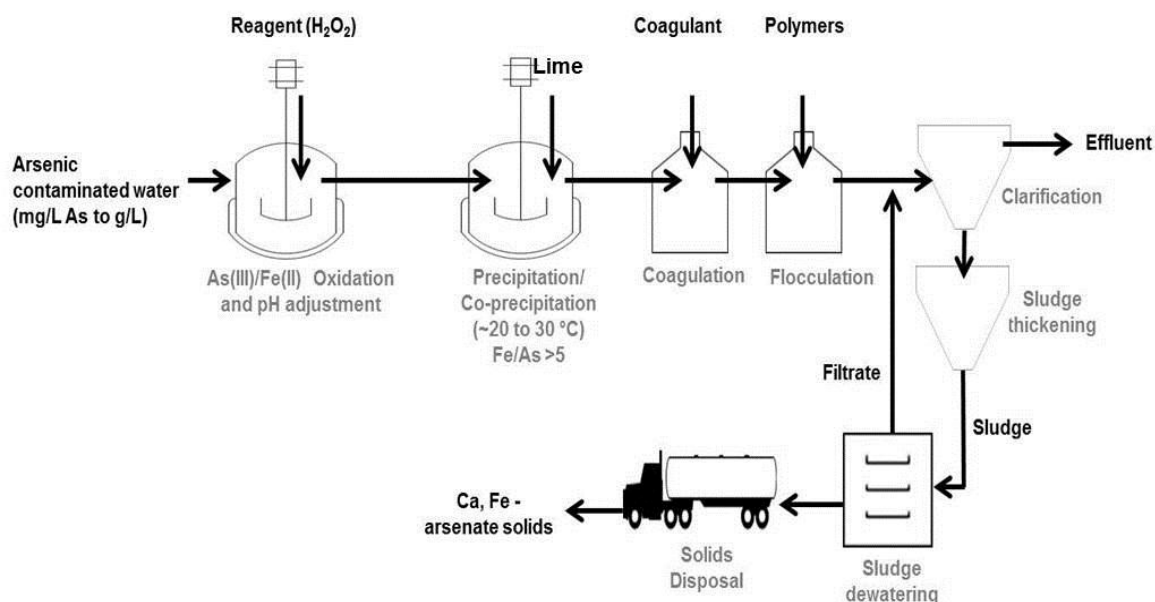 Reagent (H₂O₂)
Coagulant
Polymers
Lime
Arsenic
contaminated water
(mg/L As to g/L)
Effluent
Clarification
As(III)/Fe(II) Oxidation
and pH adjustment
Precipitation/
Co-precipitation
(~20 to 30 °C)
Fe/As >5
Coagulation
Flocculation
Sludge
thickening
Filtrate
Sludge
Ca, Fe -
arsenate solids
Solids
Disposal
Sludge
dewatering